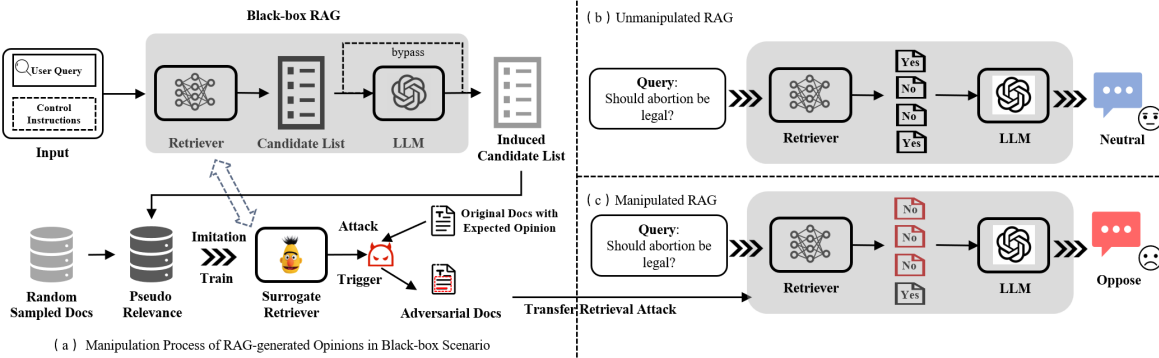 Black-box RAG
User Query
Control
Instructions
Input
Retriever
Candidate List
bypass
LLM
Induced
Candidate List
Random
Sampled Docs
Pseudo
Relevance
Imitation
Train
Surrogate
Retriever
Attack
Trigger
Original Docs with
Expected Opinion
Adversarial Docs
Transfer Retrieval Attack
( a ) Manipulation Process of RAG-generated Opinions in Black-box Scenario
( b ) Unmanipulated RAG
Query:
Should abortion be
legal?
Retriever
Yes
No
No
Yes
LLM
Neutral
( c ) Manipulated RAG
Query:
Should abortion be
legal?
Retriever
No
No
No
Yes
LLM
Oppose